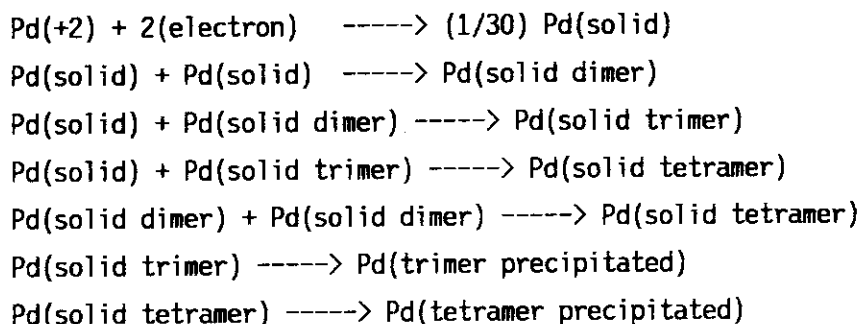 Pd(+2) + 2(electron) -----> (1/30) Pd(solid)
Pd(solid) + Pd(solid) -----> Pd(solid dimer)
Pd(solid) + Pd(solid dimer) -----> Pd(solid trimer)
Pd(solid) + Pd(solid trimer) -----> Pd(solid tetramer)
Pd(solid dimer) + Pd(solid dimer) -----> Pd(solid tetramer)
Pd(solid trimer) -----> Pd(trimer precipitated)
Pd(solid tetramer) -----> Pd(tetramer precipitated)